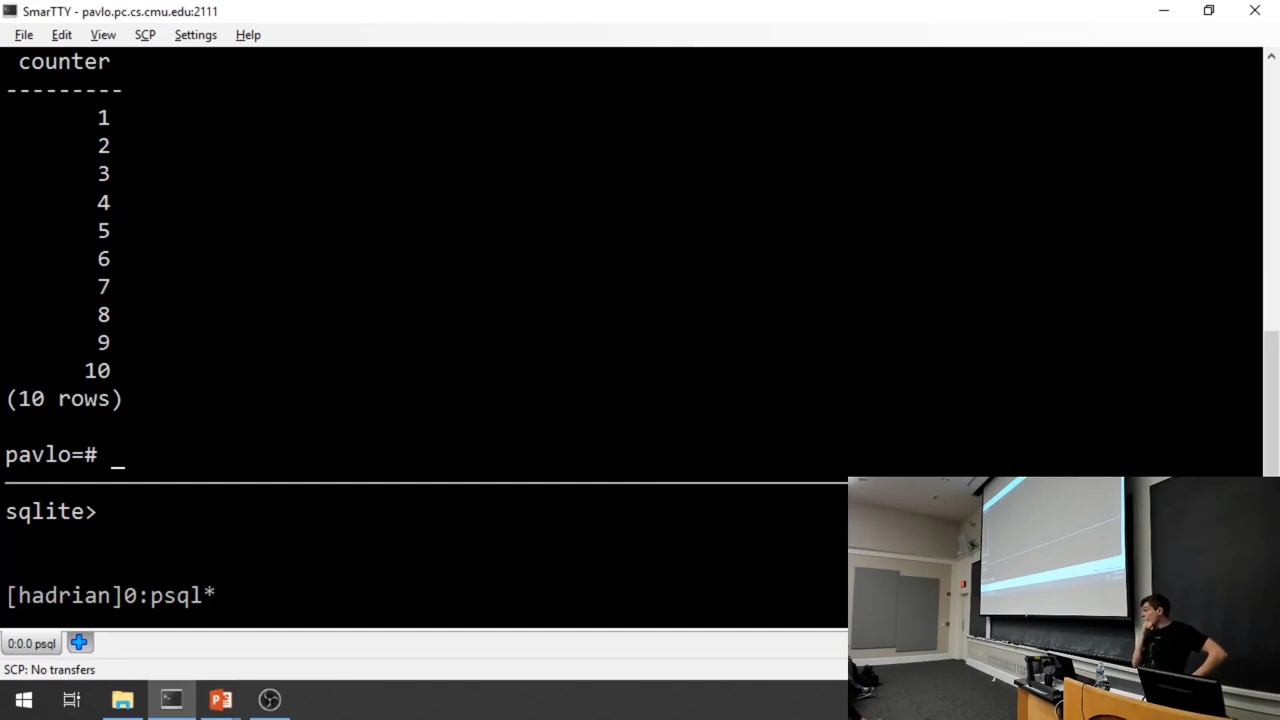 SmarTTY - pavlo.pc.cs.cmu.edu:2111
File Edit View SCP Settings Help
counter
---------
1
2
3
4
5
6
7
8
9
10
(10 rows)
pavlo=# _
sqlite>
[hadrian]0:psql*
0:0.0 psql
SCP: No transfers